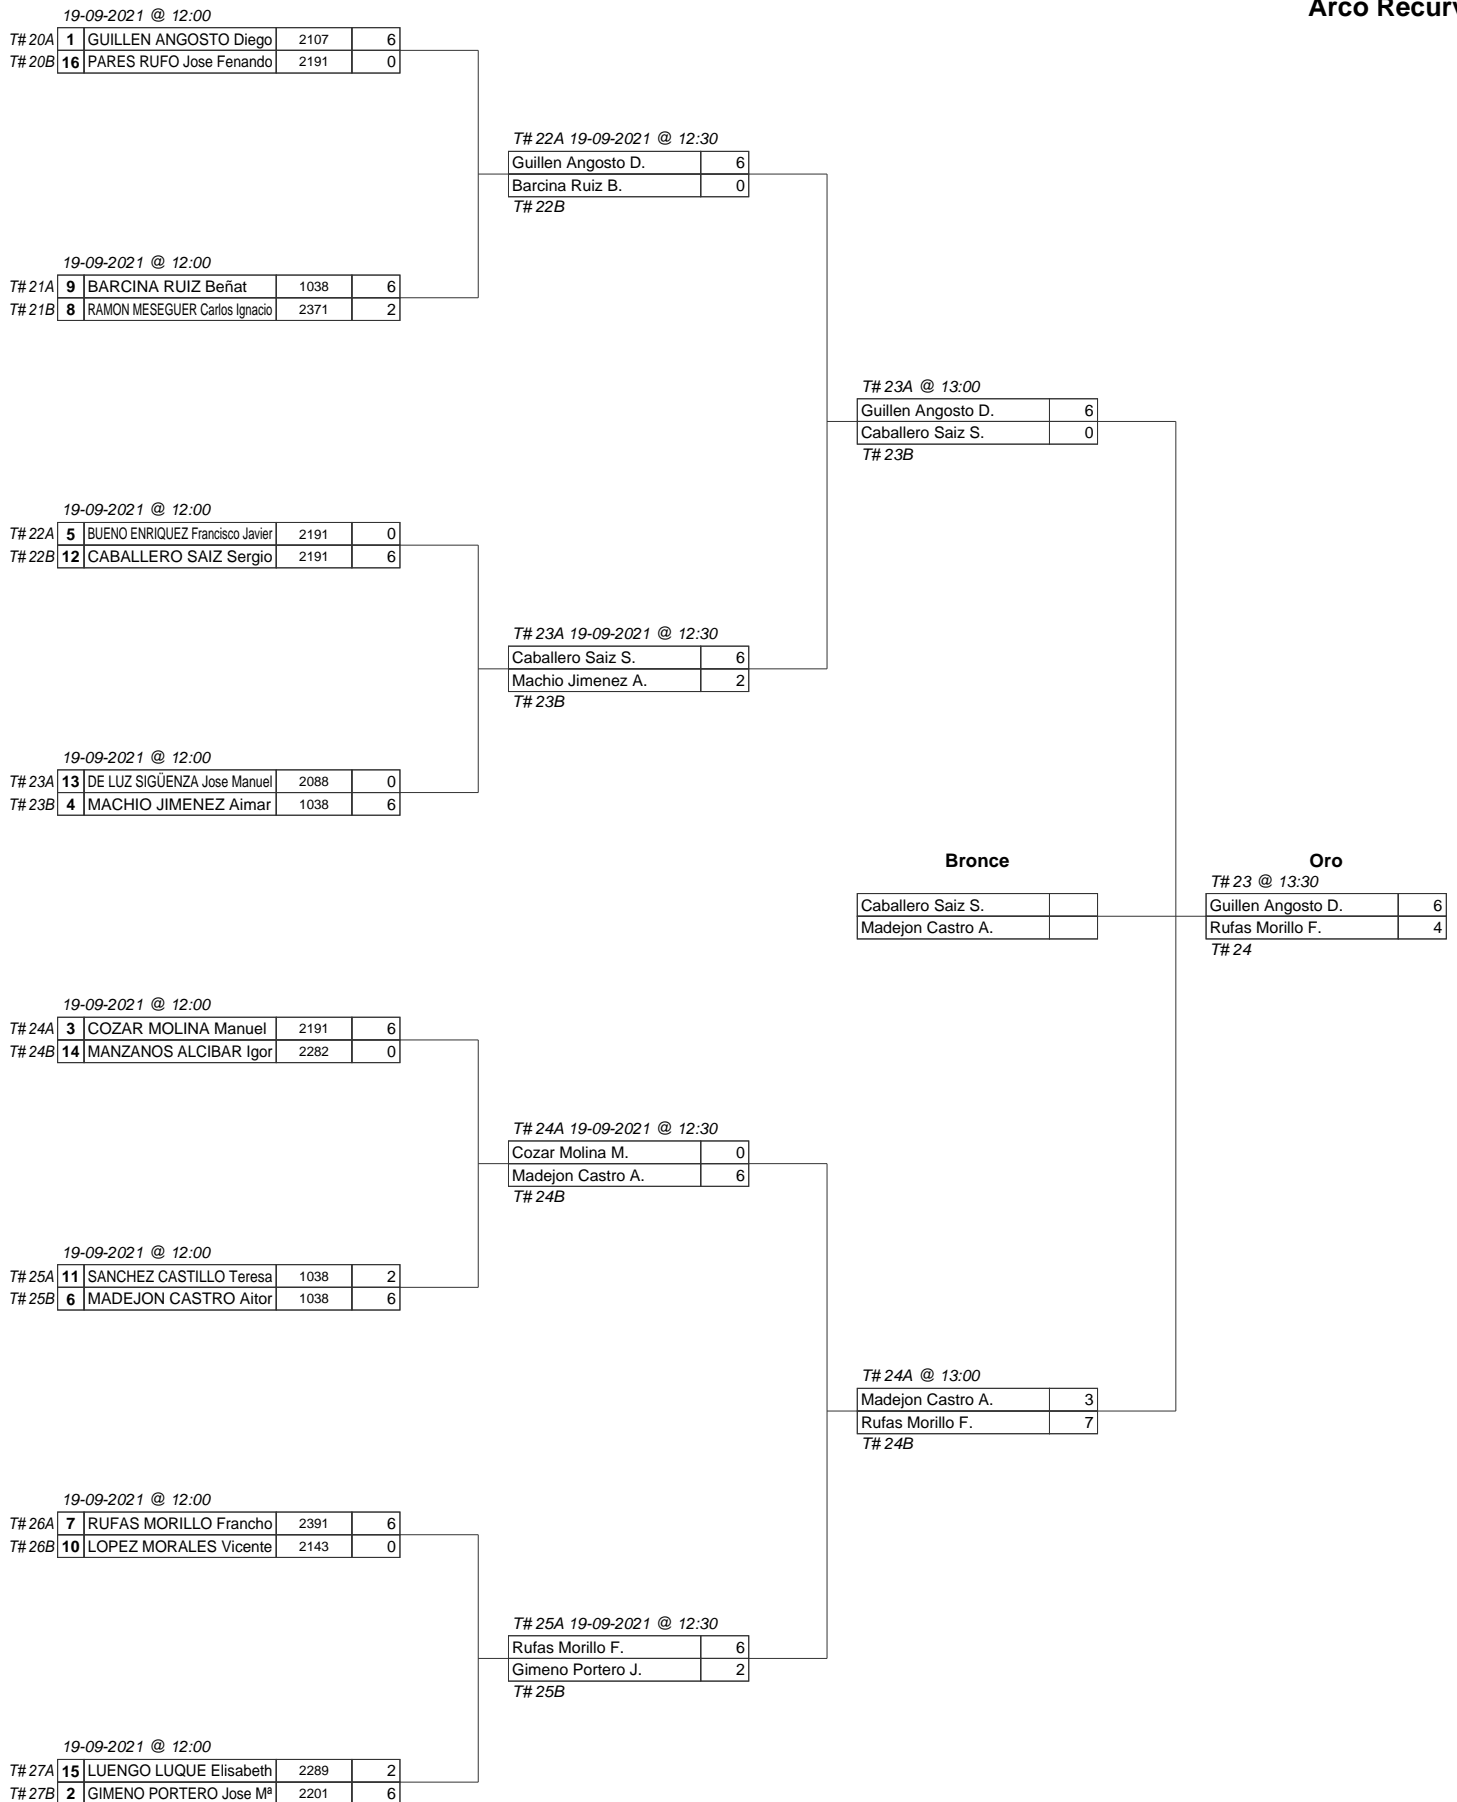 Arco Recurv
19-09-2021 @ 12:00
T# 20A 1 GUILLEN ANGOSTO Diego 2107 6
T# 20B 16 PARES RUFO Jose Fenando 2191 0
T# 22A 19-09-2021 @ 12:30
Guillen Angosto D. 6
Barcina Ruiz B. 0
T# 22B
19-09-2021 @ 12:00
T# 21A 9 BARCINA RUIZ Beñat 1038 6
T# 21B 8 RAMON MESEGUER Carlos Ignacio 2371 2
T# 23A @ 13:00
Guillen Angosto D. 6
Caballero Saiz S. 0
T# 23B
19-09-2021 @ 12:00
T# 22A 5 BUENO ENRIQUEZ Francisco Javier 2191 0
T# 22B 12 CABALLERO SAIZ Sergio 2191 6
T# 23A 19-09-2021 @ 12:30
Caballero Saiz S. 6
Machio Jimenez A. 2
T# 23B
19-09-2021 @ 12:00
T# 23A 13 DE LUZ SIGÜENZA Jose Manuel 2088 0
T# 23B 4 MACHIO JIMENEZ Aimar 1038 6
Bronce Oro
T# 23 @ 13:30
Caballero Saiz S. Guillen Angosto D. 6
Madejon Castro A. Rufas Morillo F. 4
T# 24
19-09-2021 @ 12:00
T# 24A 3 COZAR MOLINA Manuel 2191 6
T# 24B 14 MANZANOS ALCIBAR Igor 2282 0
T# 24A 19-09-2021 @ 12:30
Cozar Molina M. 0
Madejon Castro A. 6
T# 24B
19-09-2021 @ 12:00
T# 25A 11 SANCHEZ CASTILLO Teresa 1038 2
T# 25B 6 MADEJON CASTRO Aitor 1038 6
T# 24A @ 13:00
Madejon Castro A. 3
Rufas Morillo F. 7
T# 24B
19-09-2021 @ 12:00
T# 26A 7 RUFAS MORILLO Francho 2391 6
T# 26B 10 LOPEZ MORALES Vicente 2143 0
T# 25A 19-09-2021 @ 12:30
Rufas Morillo F. 6
Gimeno Portero J. 2
T# 25B
19-09-2021 @ 12:00
T# 27A 15 LUENGO LUQUE Elisabeth 2289 2
T# 27B 2 GIMENO PORTERO Jose Mª 2201 6